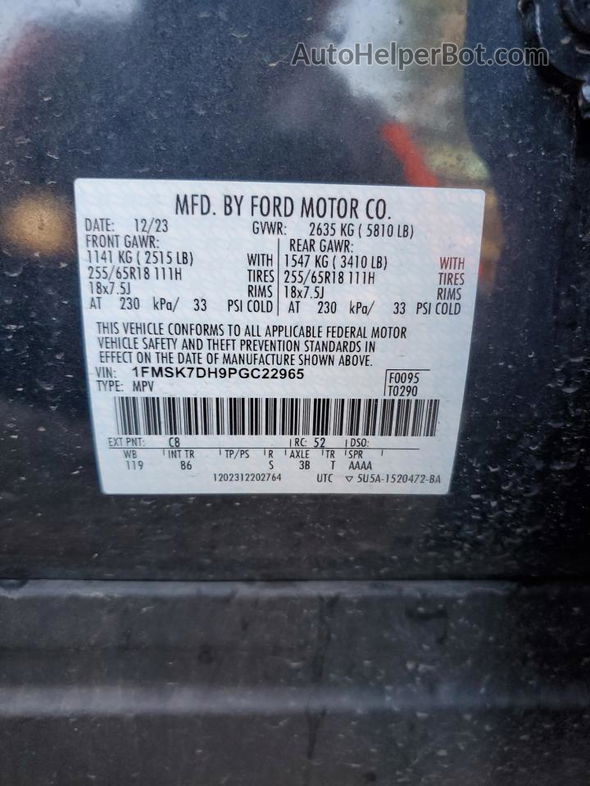 AutoHelperBot.com
MFD. BY FORD MOTOR CO.
DATE: 12/23 GVWR: 2635 KG ( 5810 LB)
FRONT GAWR: REAR GAWR:
1141 KG ( 2515 LB) WITH 1547 KG ( 3410 LB) WITH
255/65R18 111H TIRES 255/65R18 111H TIRES
18x7.5J RIMS 18x7.5J RIMS
AT 230 kPa/ 33 PSI COLD AT 230 kPa/ 33 PSI COLD
THIS VEHICLE CONFORMS TO ALL APPLICABLE FEDERAL MOTOR
VEHICLE SAFETY AND THEFT PREVENTION STANDARDS IN
EFFECT ON THE DATE OF MANUFACTURE SHOWN ABOVE.
VIN: 1FMSK7DH9PGC22965 F0095
TYPE: MPV T0290
EXT PNT: C8 RC: 52 DSO:
WB INT TR TP/PS R AXLE TR SPR
119 86 S 3B T AAAA
1202312202764 UTC ▽ 5U5A-1520472-BA